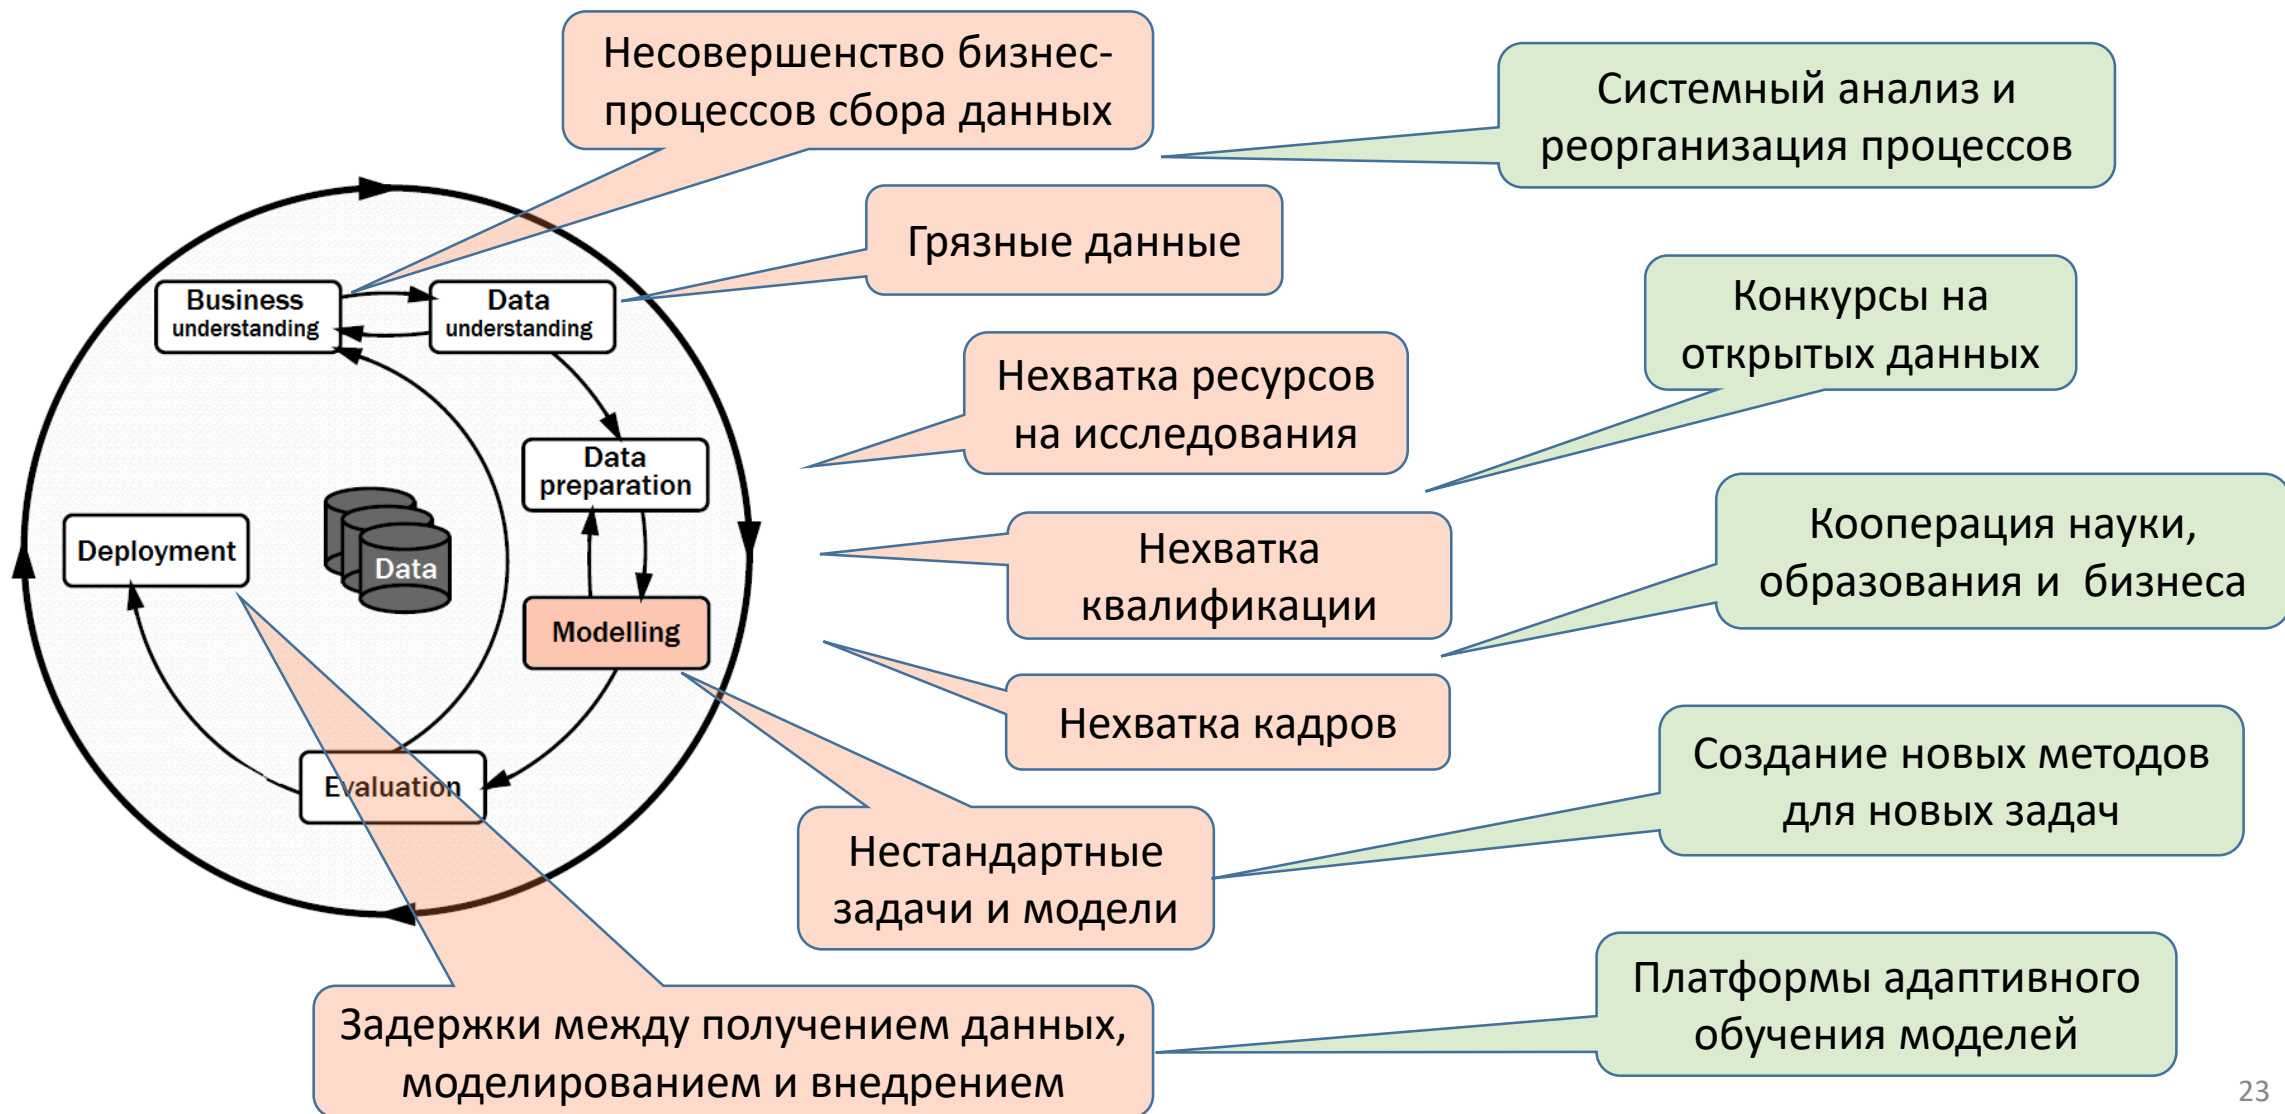 Несовершенство бизнес-
процессов сбора данных
Системный анализ и
реорганизация процессов
Грязные данные
Business
understanding
Data
understanding
Конкурсы на
открытых данных
Нехватка ресурсов
на исследования
Data
preparation
Deployment
Data
Нехватка
квалификации
Кооперация науки,
образования и бизнеса
Modelling
Нехватка кадров
Evaluation
Создание новых методов
для новых задач
Нестандартные
задачи и модели
Платформы адаптивного
обучения моделей
Задержки между получением данных,
моделированием и внедрением
23